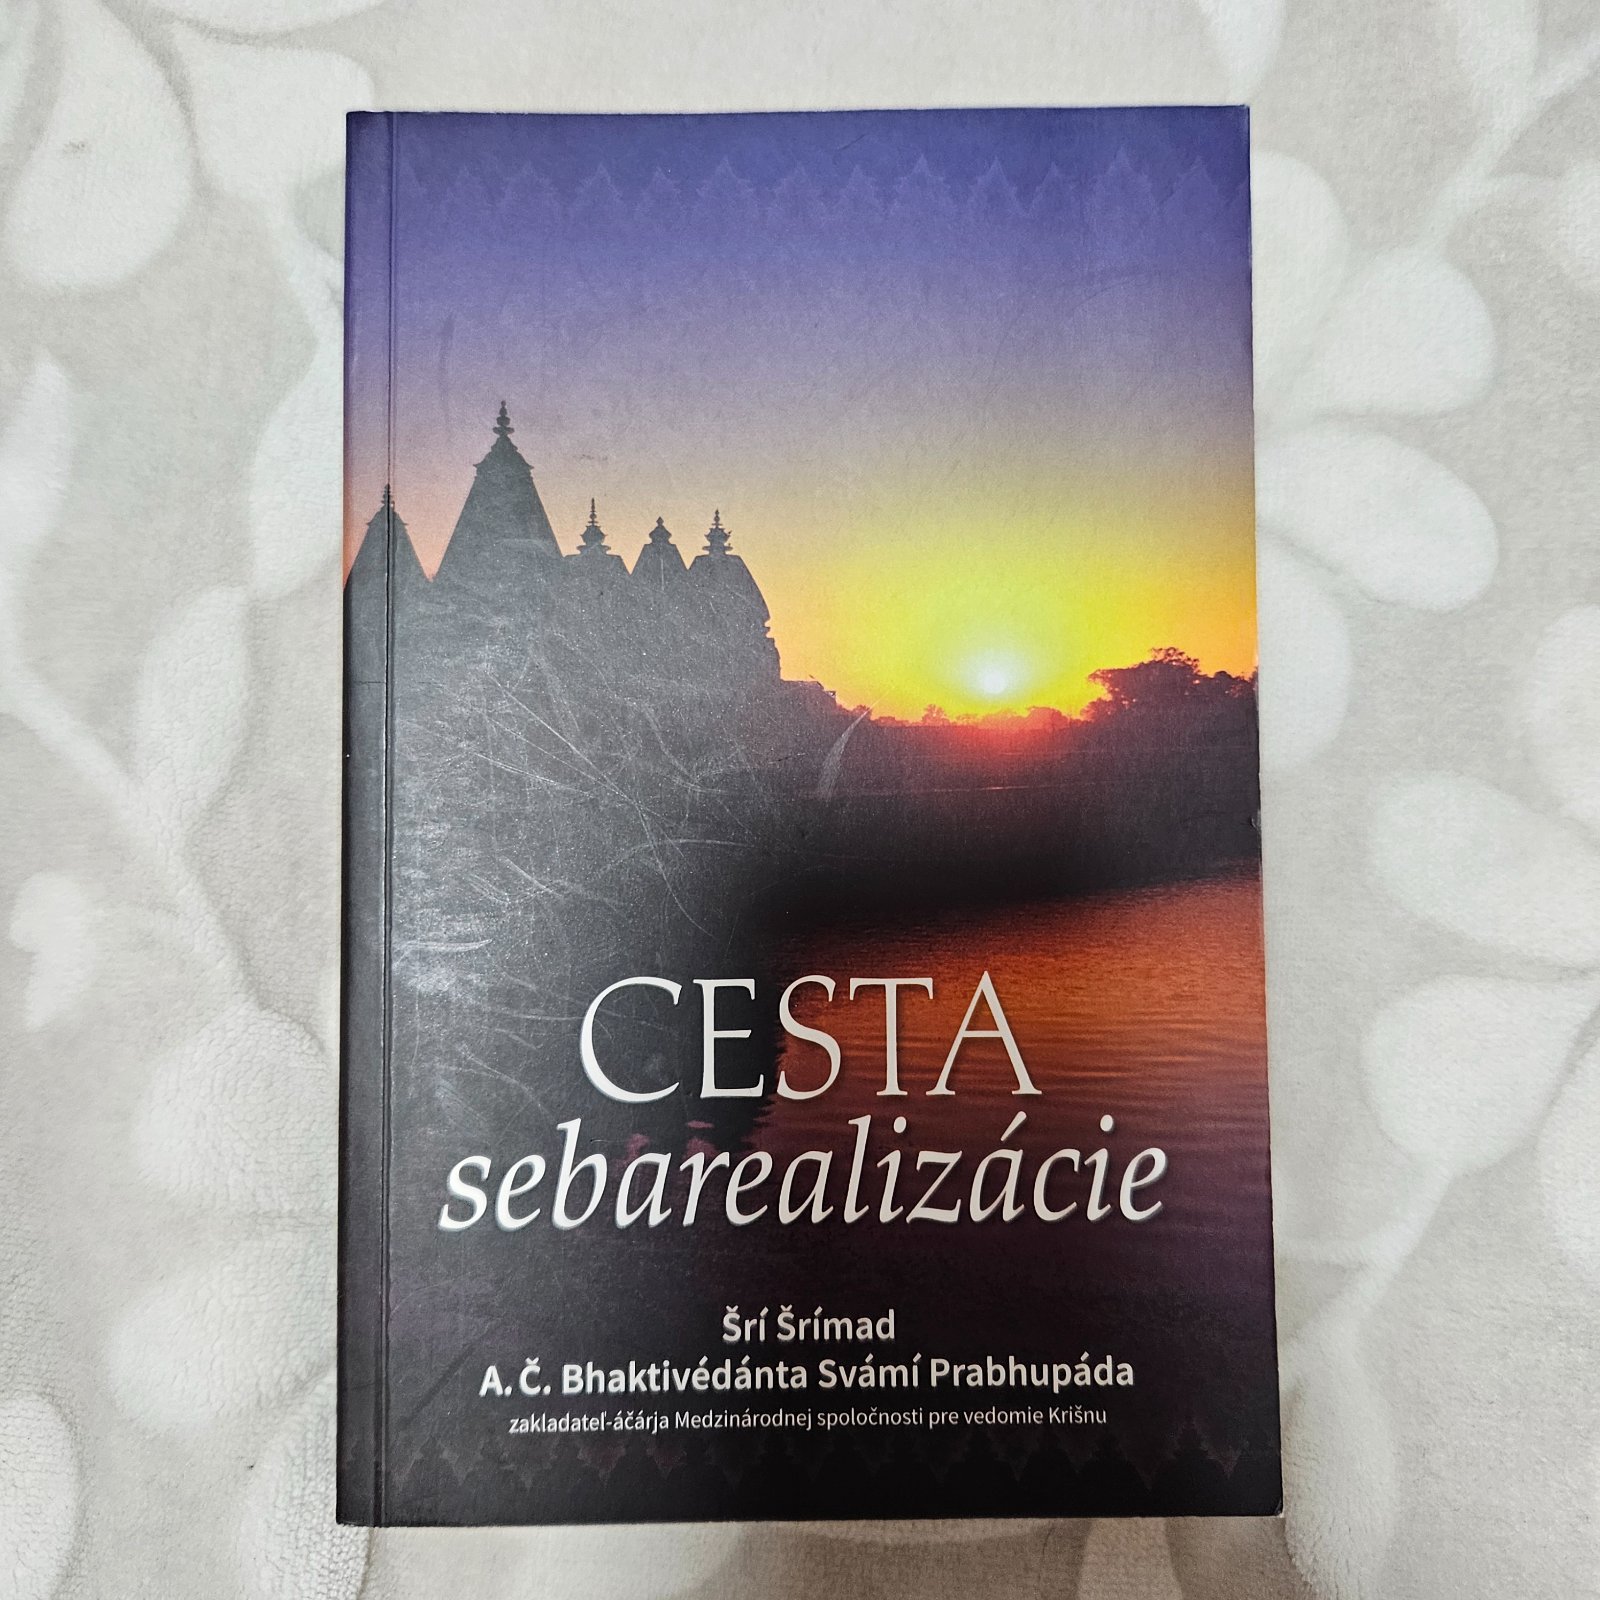 CESTA
sebarealizácie
Šrí Šrímad
A. Č. Bhaktivédánta Svámí Prabhupáda
zakladateľ-áčárja Medzinárodnej spoločnosti pre vedomie Krišnu